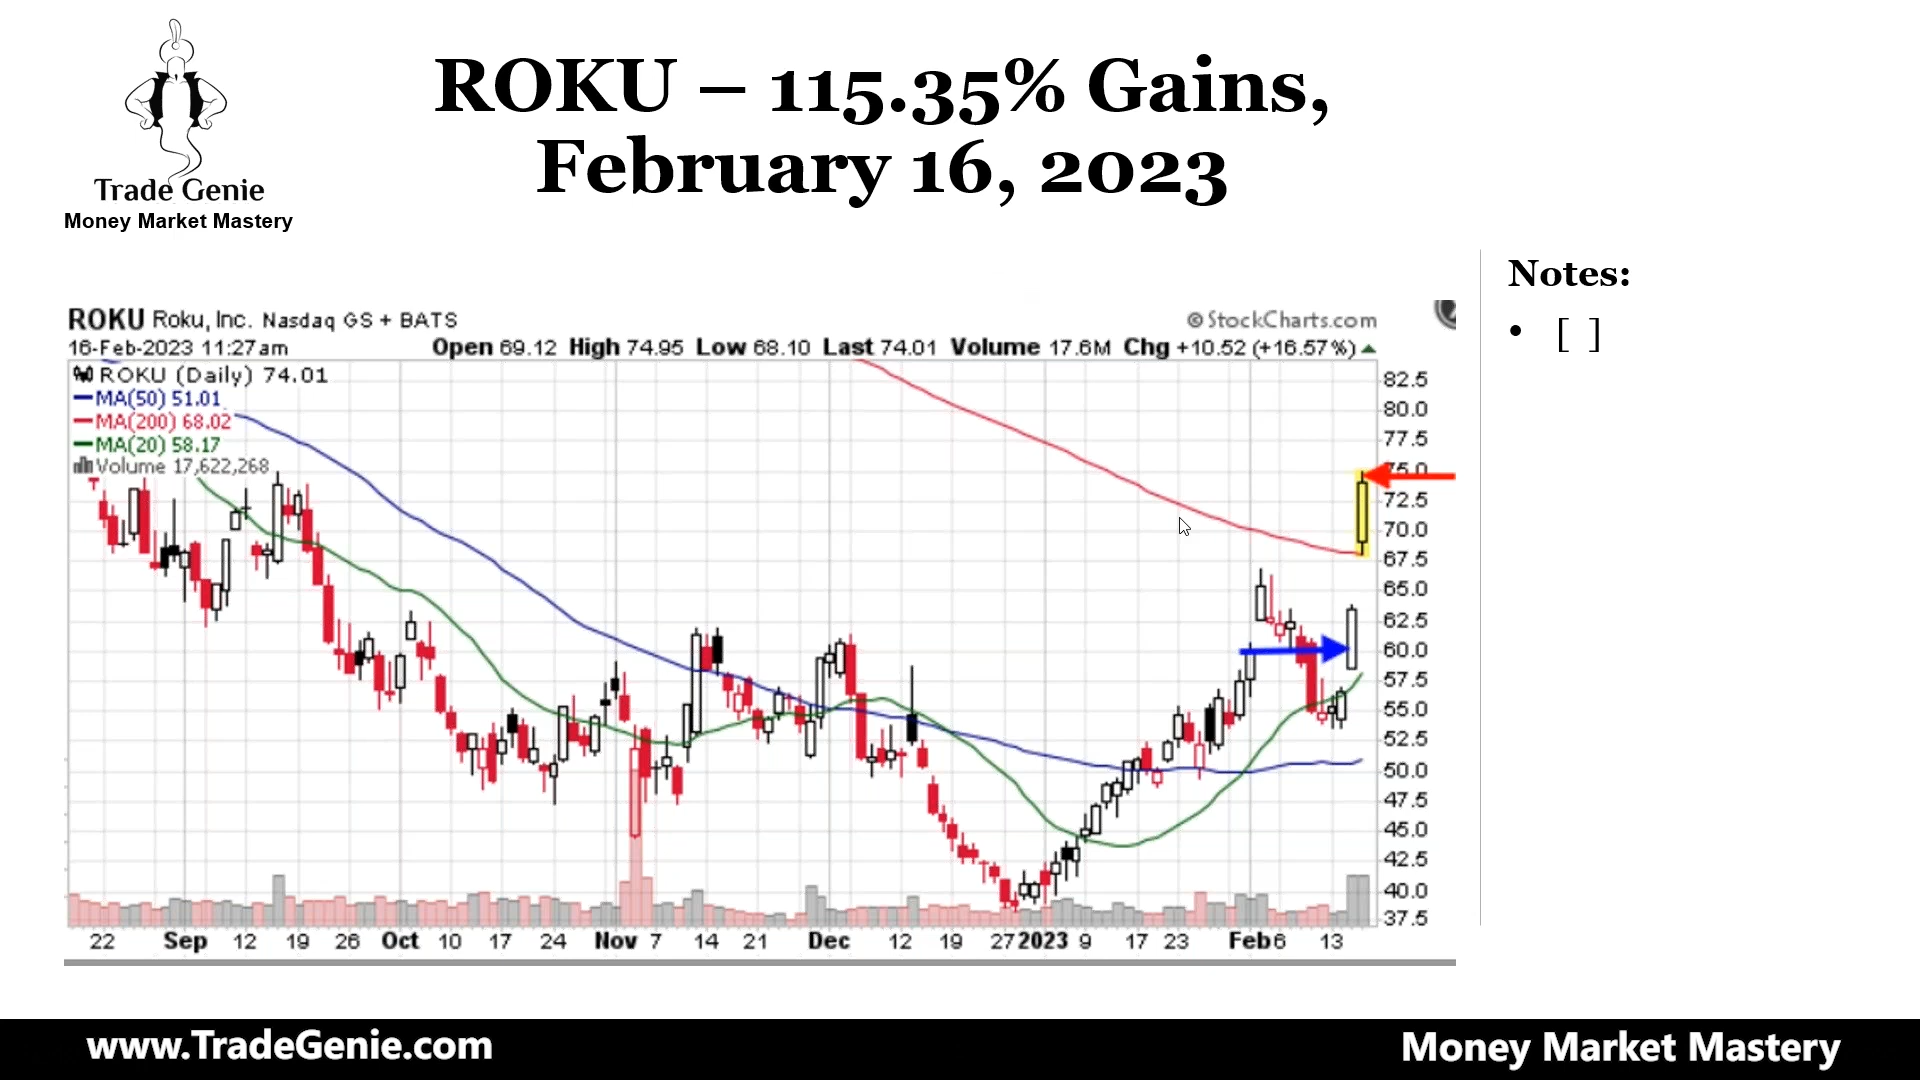 ROKU – 115.35% Gains,
February 16, 2023
Trade Genie
Money Market Mastery
Notes:
• [ ]
ROKU Roku, Inc. Nasdaq GS + BATS
© StockCharts.com
16-Feb-2023 11:27am
Open 69.12 High 74.95 Low 68.10 Last 74.01 Volume 17.6M Chg +10.52 (+16.57%)
ROKU (Daily) 74.01
MA(50) 51.01
MA(200) 68.02
MA(20) 58.17
Volume 17,622,268
82.5
80.0
77.5
75.0
72.5
70.0
67.5
65.0
62.5
60.0
57.5
55.0
52.5
50.0
47.5
45.0
42.5
40.0
37.5
22 Sep 12 19 26 Oct 10 17 24 Nov 7 14 21 Dec 12 19 27 2023 9 17 23 Feb 6 13
www.TradeGenie.com
Money Market Mastery